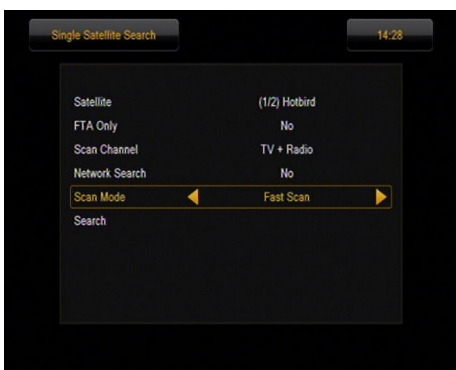 Single Satellite Search 14:28
Satellite (1/2) Hotbird
FTA Only No
Scan Channel TV + Radio
Network Search No
Scan Mode Fast Scan
Search